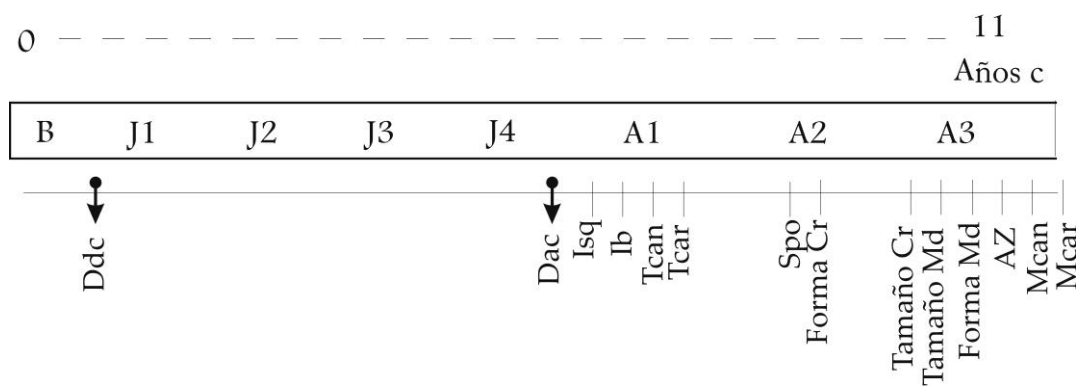 0 11
Años c
B J1 J2 J3 J4 A1 A2 A3
Ddc
Dac
Isq
Ib
Tcan
Tcar
Spo
Forma Cr
Tamaño Cr
Tamaño Md
Forma Md
AZ
Mcan
Mcar